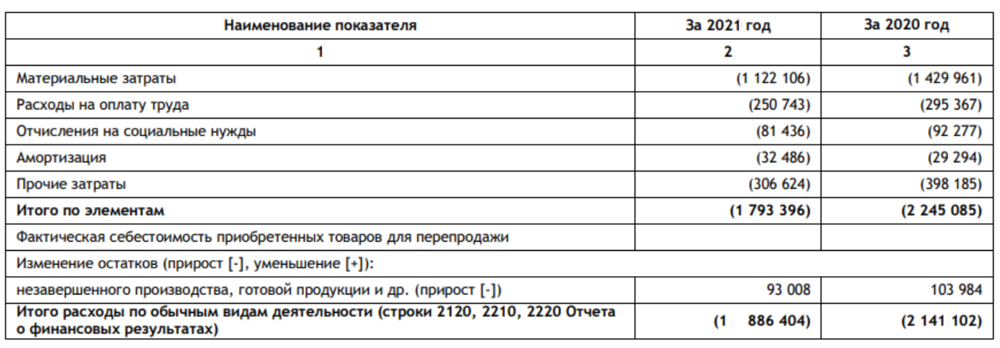 Наименование показателя За 2021 год За 2020 год
1 2 3
Материальные затраты (1 122 106) (1 429 961)
Расходы на оплату труда (250 743) (295 367)
Отчисления на социальные нужды (81 436) (92 277)
Амортизация (32 486) (29 294)
Прочие затраты (306 624) (398 185)
Итого по элементам (1 793 396) (2 245 085)
Фактическая себестоимость приобретенных товаров для перепродажи
Изменение остатков (прирост [-], уменьшение [+]):
незавершенного производства, готовой продукции и др. (прирост [-]) 93 008 103 984
Итого расходы по обычным видам деятельности (строки 2120, 2210, 2220 Отчета
о финансовых результатах) (1 886 404) (2 141 102)